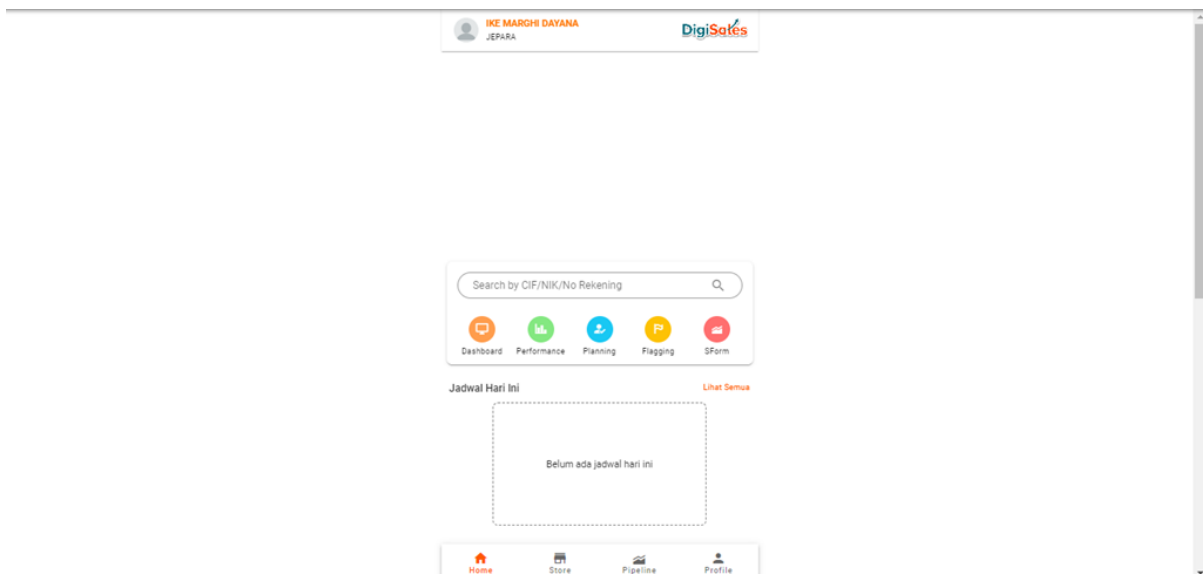 IKE MARGHI DAYANA
JEPARA
DigiSales
Search by CIF/NIK/No Rekening
Dashboard Performance Planning Flagging SForm
Jadwal Hari Ini Lihat Semua
Belum ada jadwal hari ini
Home Store Pipeline Profile